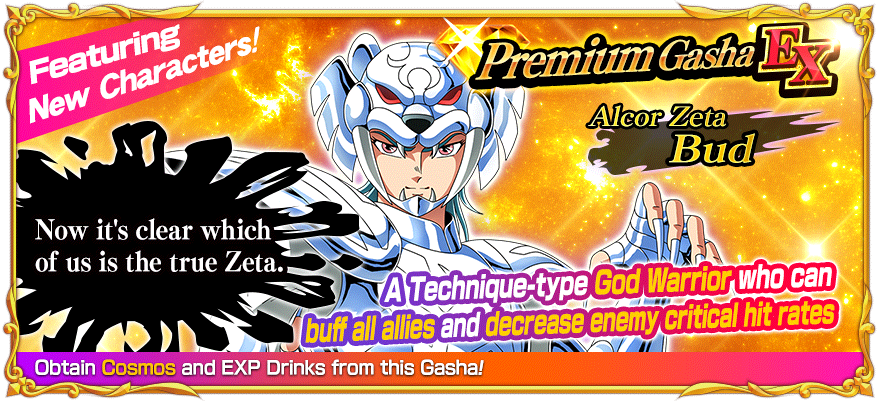 Featuring
New Characters!
Premium Gasha EX
Alcor Zeta
Bud
Now it's clear which
of us is the true Zeta.
A Technique-type God Warrior who can
buff all allies and decrease enemy critical hit rates
Obtain Cosmos and EXP Drinks from this Gasha!